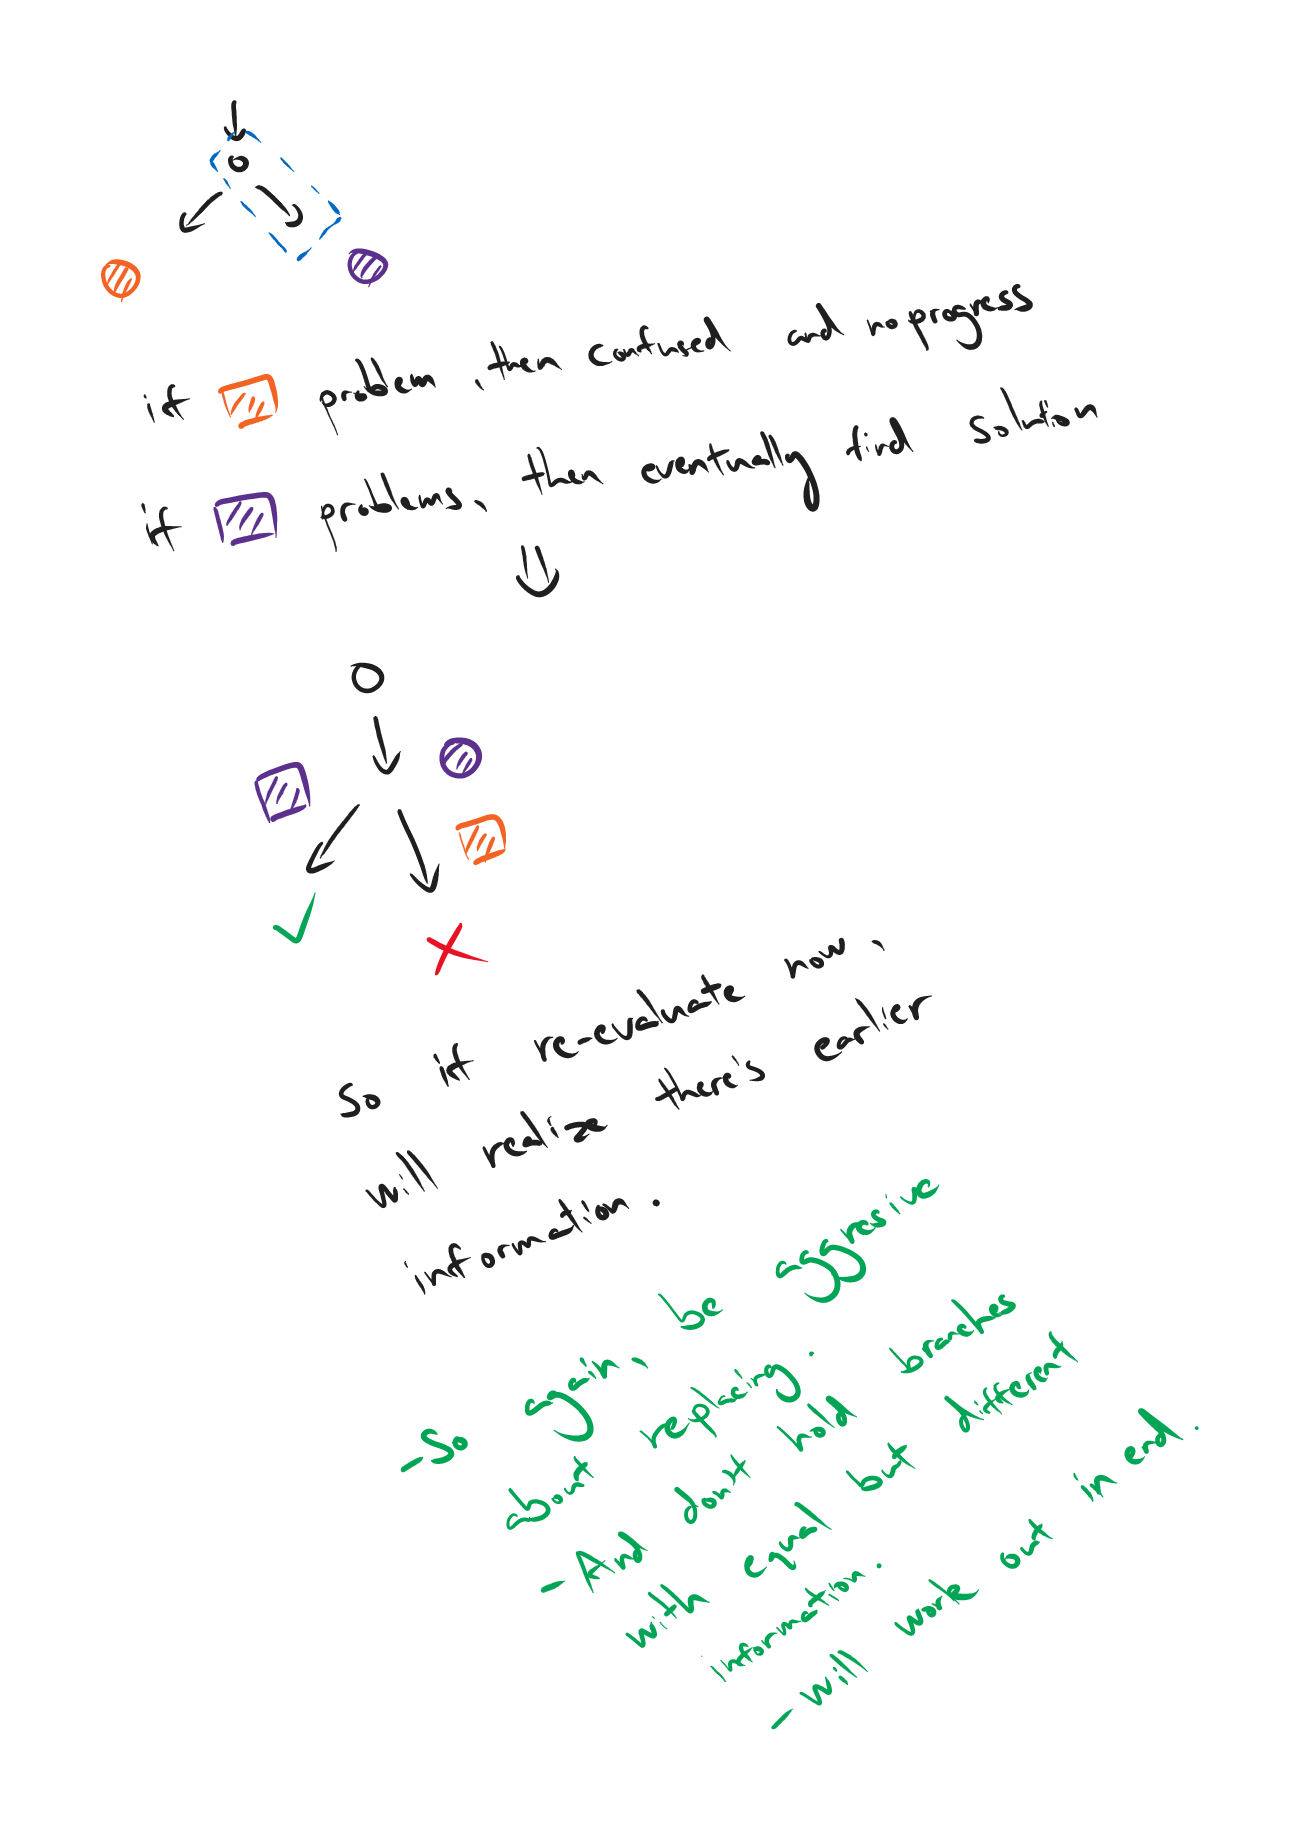 if problem, then confused and no progress
if problems, then eventually find solution
So if re-evaluate now,
will realize there's earlier
information.
- So again, be aggresive
about replacing.
- And don't hold branches
with equal but different
information.
- will work out in end.